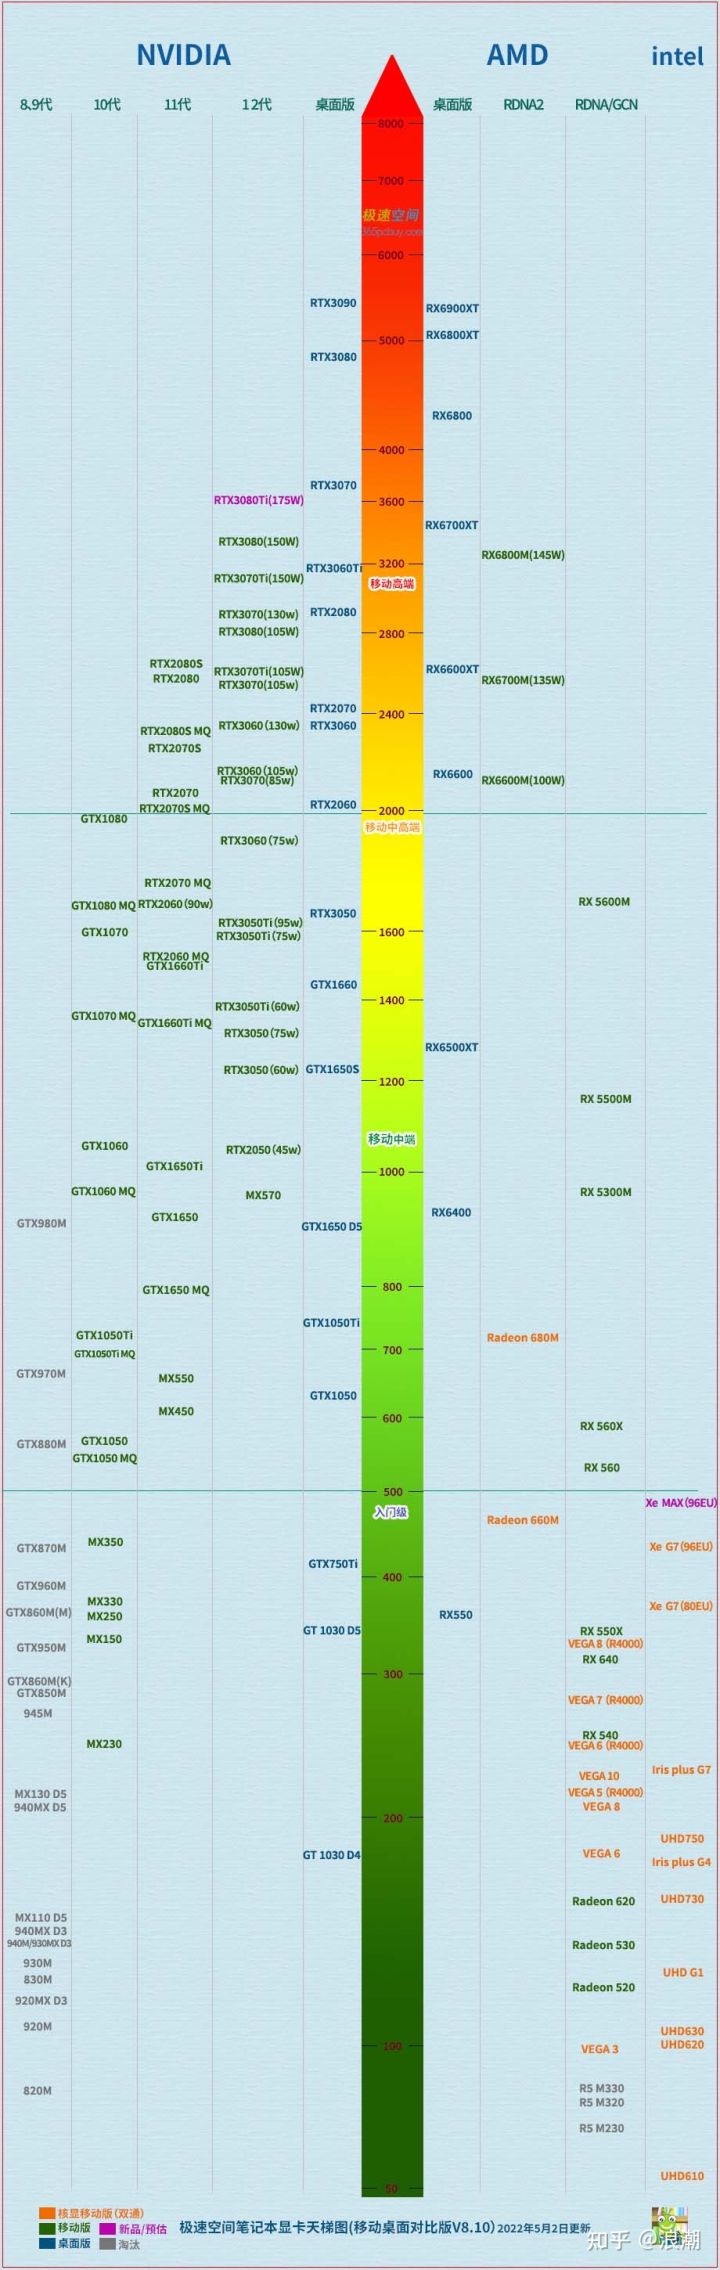 NVIDIA AMD intel
8、9代 10代 11代 12代 桌面版 桌面版 RDNA2 RDNA/GCN
8000
7000
极速空间
365pcbuy.com
6000
RTX3090 RX6900XT
RX6800XT
5000
RTX3080
RX6800
4000
RTX3070
RTX3080Ti(175W) 3600
RX6700XT
RTX3080(150W)
RX6800M(145W)
RTX3060Ti 3200
RTX3070Ti(150W)
移动高端
RTX3070(130w) RTX2080
RTX3080(105W) 2800
RTX2080S
RTX3070Ti(105W) RX6600XT
RTX2080 RX6700M(135W)
RTX3070(105w)
RTX2070 2400
RTX2080S MQ RTX3060(130w) RTX3060
RTX2070S
RTX3060(105w) RX6600
RTX3070(85w) RX6600M(100W)
RTX2070
RTX2070S MQ RTX2060 2000
GTX1080
移动中高端
RTX3060(75w)
RTX2070 MQ
GTX1080 MQ RTX2060(90w) RX 5600M
RTX3050
RTX3050Ti(95w)
GTX1070 RTX3050Ti(75w) 1600
RTX2060 MQ
GTX1660Ti
GTX1660
1400
RTX3050Ti(60w)
GTX1070 MQ
GTX1660Ti MQ
RTX3050(75w)
RX6500XT
RTX3050(60w) GTX1650S
1200
RX 5500M
移动中端
GTX1060 RTX2050(45w)
GTX1650Ti 1000
GTX1060 MQ MX570 RX 5300M
GTX980M GTX1650 GTX1650 D5 RX6400
GTX1650 MQ 800
GTX1050Ti GTX1050Ti Radeon 680M
GTX1050Ti MQ 700
GTX970M MX550
GTX1050
MX450 600
RX 560X
GTX880M GTX1050
GTX1050 MQ RX 560
500
Xe MAX(96EU)
入门级 Radeon 660M
GTX870M MX350 Xe G7(96EU)
GTX750Ti 400
GTX960M
MX330 Xe G7(80EU)
GTX860M(M) MX250 RX550
GT 1030 D5 RX 550X
GTX950M MX150 VEGA 8 (R4000)
RX 640
300
GTX860M(K)
GTX850M VEGA 7 (R4000)
945M
RX 540
MX230 VEGA 6 (R4000)
Iris plus G7
VEGA 10
MX130 D5 VEGA 5 (R4000)
940MX D5 VEGA 8
200
UHD750
GT 1030 D4 VEGA 6
Iris plus G4
Radeon 620 UHD730
MX110 D5
940MX D3
940M/930MX D3 Radeon 530
930M
830M UHD G1
Radeon 520
920MX D3
920M UHD630
100 VEGA 3 UHD620
820M R5 M330
R5 M320
R5 M230
UHD610
50
核显移动版(双通)
移动版 新品/预估 极速空间笔记本显卡天梯图(移动桌面对比版V8.10) 2022年5月2日更新
桌面版 淘汰
知乎 @浪潮